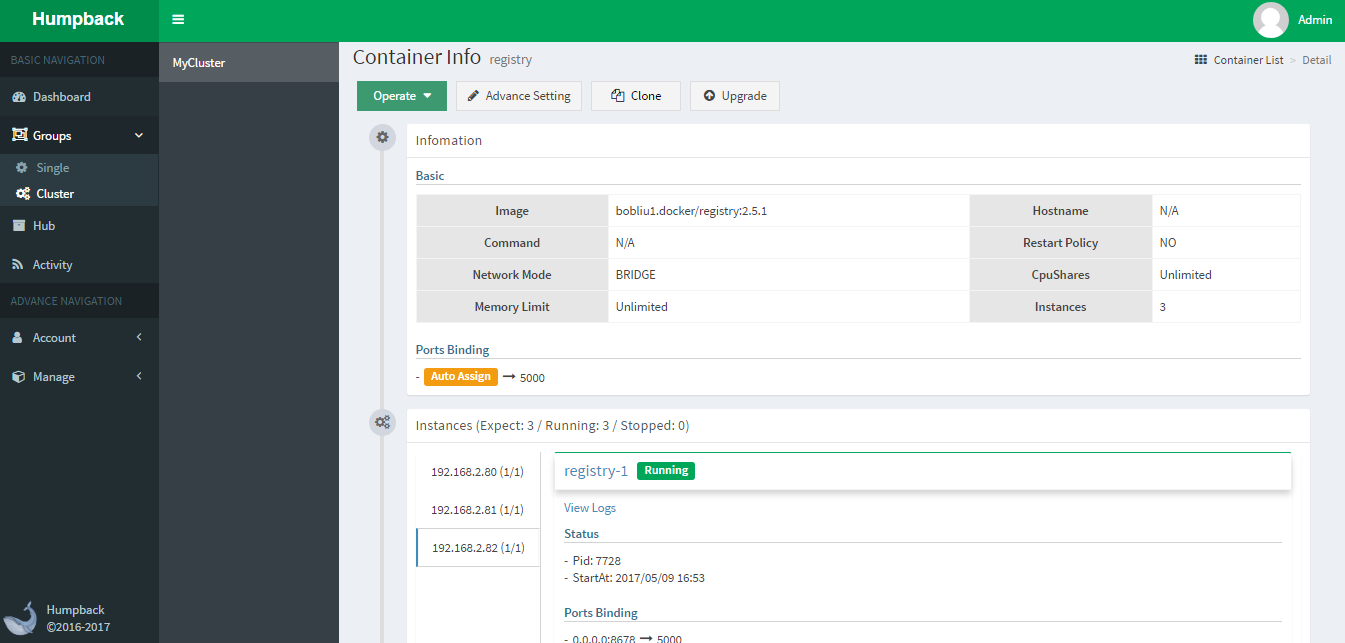 Humpback
Admin
BASIC NAVIGATION
Dashboard
Groups
Single
Cluster
Hub
Activity
ADVANCE NAVIGATION
Account
Manage
Humpback
©2016-2017
MyCluster
Container Info registry
Container List > Detail
Operate Advance Setting Clone Upgrade
Infomation
Basic
Image bobliu1.docker/registry:2.5.1 Hostname N/A
Command N/A Restart Policy NO
Network Mode BRIDGE CpuShares Unlimited
Memory Limit Unlimited Instances 3
Ports Binding
- Auto Assign → 5000
Instances (Expect: 3 / Running: 3 / Stopped: 0)
192.168.2.80 (1/1)
192.168.2.81 (1/1)
192.168.2.82 (1/1)
registry-1 Running
View Logs
Status
- Pid: 7728
- StartAt: 2017/05/09 16:53
Ports Binding
- 0.0.0.0:8678 → 5000